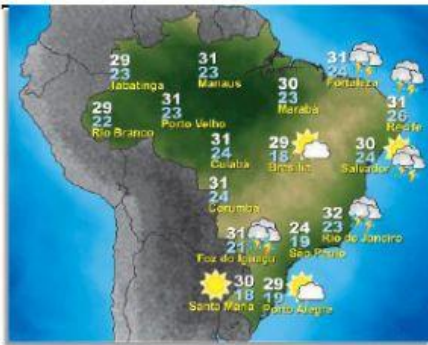 29
23
Tabatinga
31
23
Manaus
31
24
Fortaleza
30
23
Marabá
31
26
Recife
29
22
Rio Branco
31
23
Porto Velho
31
24
Cuiabá
29
18
Brasília
30
24
Salvador
31
24
Corumbá
32
23
Rio de Janeiro
31
21
Foz do Iguaçu
24
19
Sao Paulo
30
18
Santa Maria
29
19
Porto Alegre